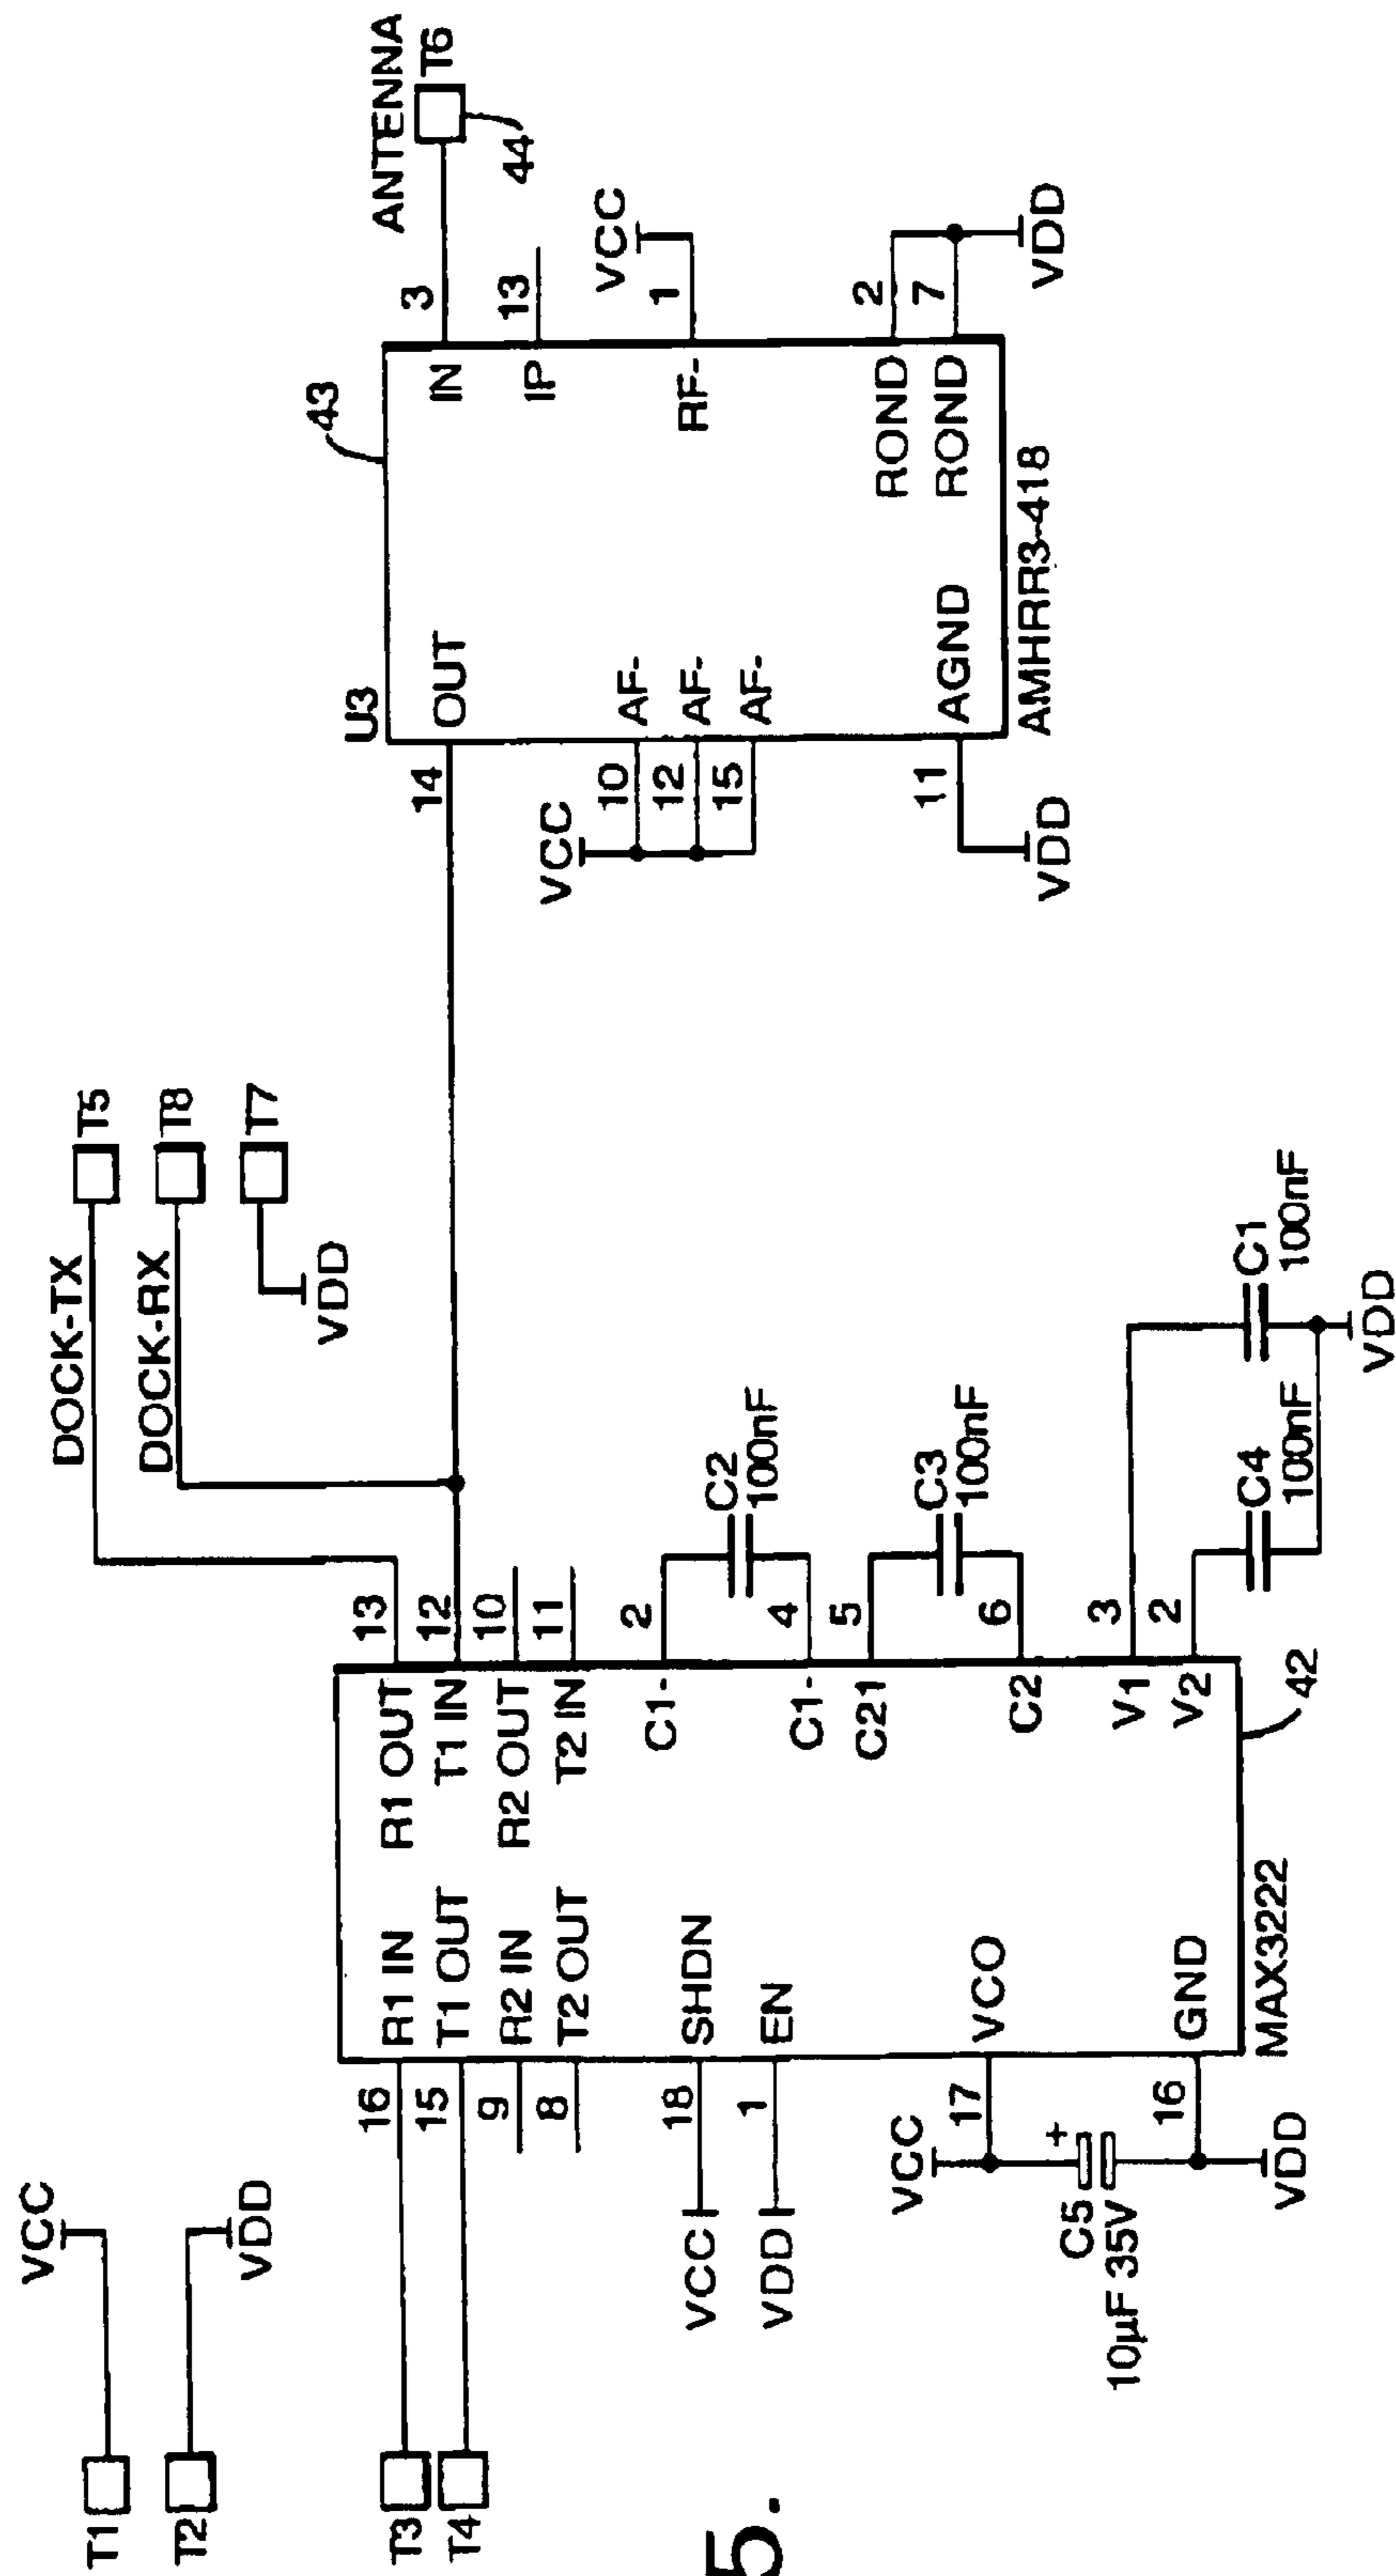 T1
VCC
T2
VDD
T3
T4
16
15
9
8
18
VCC
1
VDD
VCC
17
C5
+
10µF 35V
16
VDD
R1 IN
T1 OUT
R2 IN
T2 OUT
SHDN
EN
VCO
GND
R1 OUT
T1 IN
R2 OUT
T2 IN
C1-
C1-
C21
C2
V1
V2
MAX3222
42
13
12
10
11
2
4
5
6
3
2
C2
100nF
C3
100nF
C4
100nF
C1
100nF
VDD
DOCK-TX
T5
DOCK-RX
T8
T7
VDD
U3
43
14
VCC
10
12
15
11
VDD
OUT
AF-
AF-
AF-
AGND
IN
IP
RF-
ROND
ROND
AMHRR3-418
3
13
1
2
7
VCC
VDD
ANTENNA
T6
44
5.